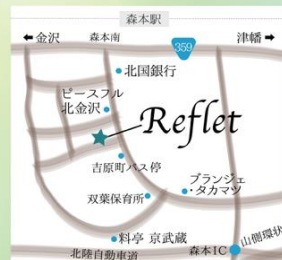 森本駅
← 金沢
森本南
359
津幡 →
北国銀行
ピースフル
北金沢
Reflet
吉原町バス停
ブランジェ
・タカマツ
双葉保育所
料亭 京武蔵
北陸自動車道
森本IC
山側環状